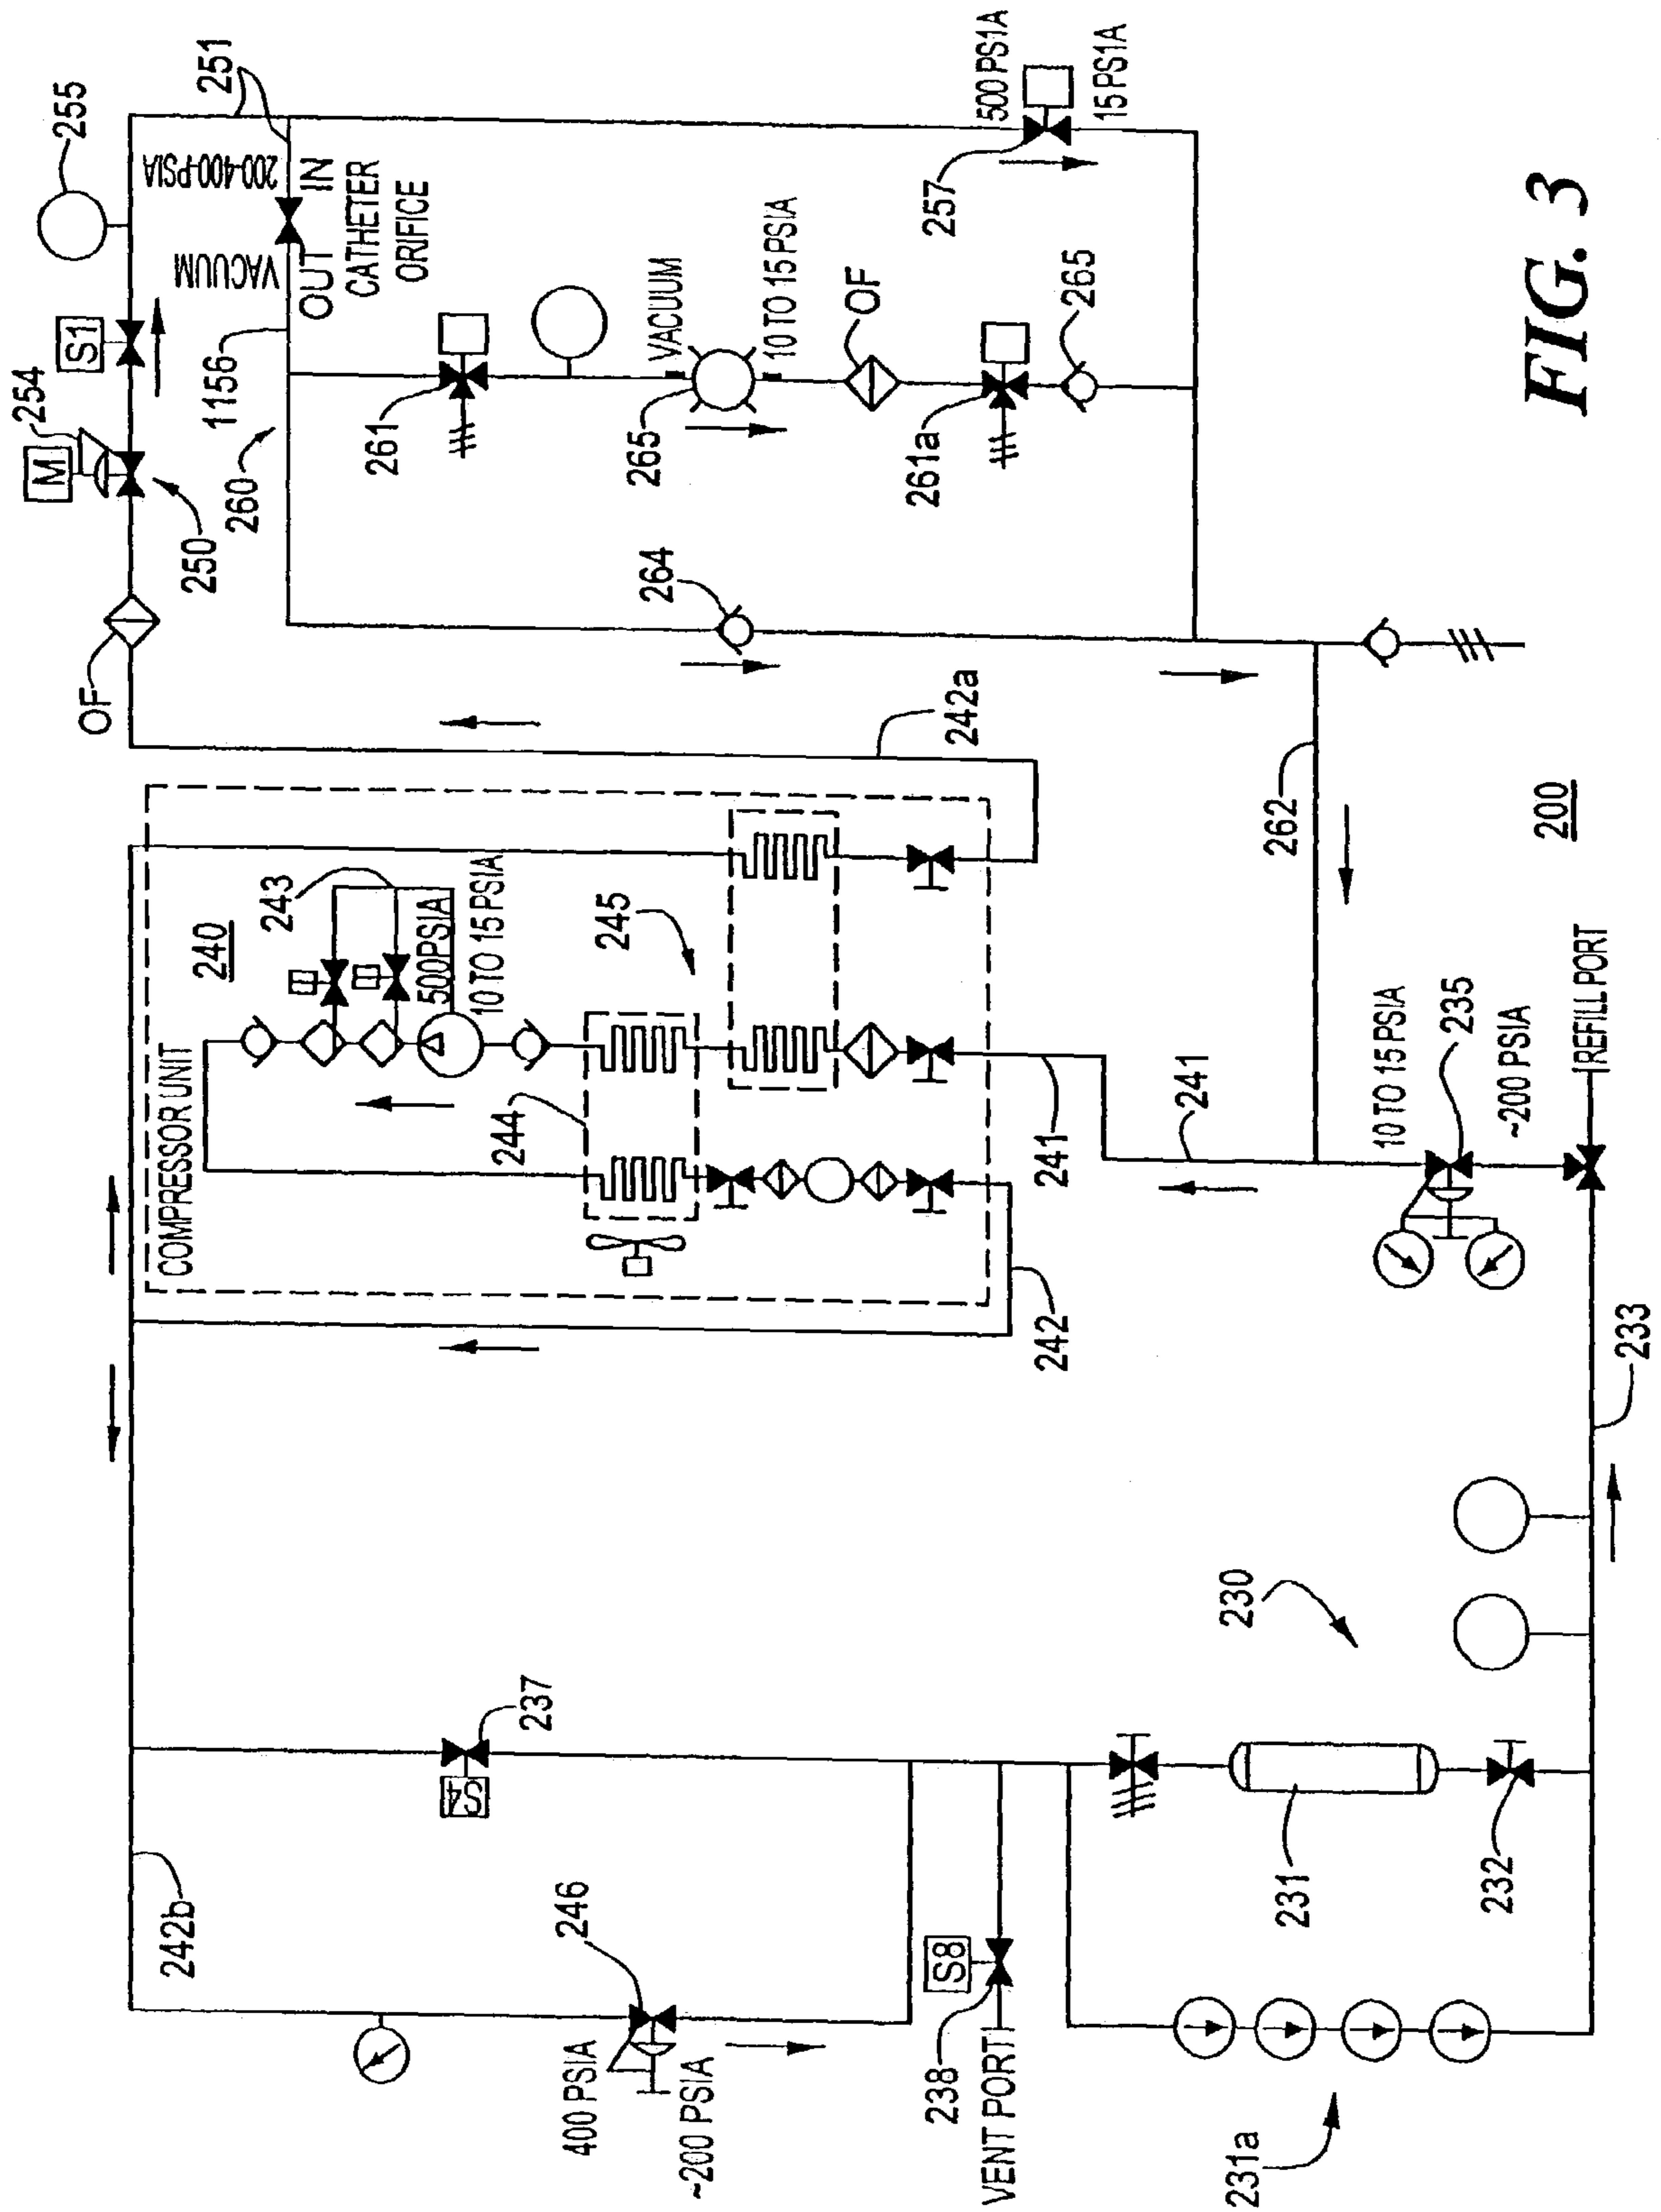 255
251
254
M
S1
200-400-PSIA
VACUUM
OUT IN
CATHETER
ORIFICE
1156
260
250
OF
261
VACUUM
10 TO 15 PSIA
265
OF
261a
265
257
500 PS1A
15 PS1A
264
242a
262
200
FIG. 3
COMPRESSOR UNIT
240
243
500PSIA
10 TO 15 PSIA
245
244
241
241
242
10 TO 15 PSIA
235
~200 PSIA
REFILL PORT
233
230
237
S4
242b
246
400 PSIA
~200 PSIA
S8
238
VENT PORT
231
232
231a